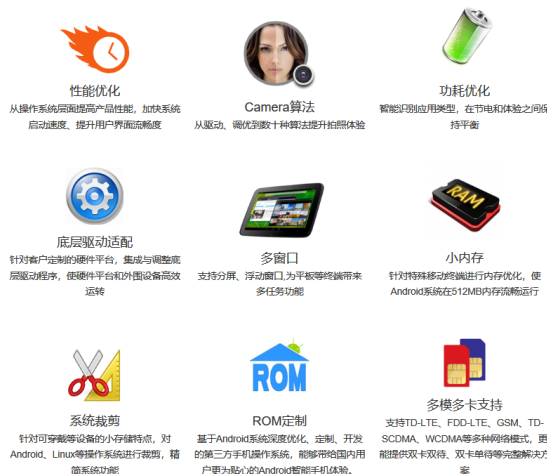 性能优化
从操作系统层面提高产品性能，加快系统
启动速度、提升用户界面流畅度
Camera算法
从驱动、调优到数十种算法提升拍照体验
功耗优化
智能识别应用类型，在节电和体验之间保
持平衡
底层驱动适配
针对客户定制的硬件平台，集成与调整底
层驱动程序，使硬件平台和外围设备高效
运转
多窗口
支持分屏、浮动窗口,为平板等终端带来
多任务功能
RAM
小内存
针对特殊移动终端进行内存优化，使
Android系统在512MB内存流畅运行
系统裁剪
针对可穿戴等设备的小存储特点，对
Android、Linux等操作系统进行裁剪，精
简系统功能
ROM
ROM定制
基于Android系统深度优化、定制、开发
的第三方手机操作系统，能够带给国内用
户更为贴心的Android智能手机体验。
多模多卡支持
支持TD-LTE、FDD-LTE、GSM、TD-
SCDMA、WCDMA等多种网络模式，更
能提供双卡双待、双卡单待等完整解决方
案